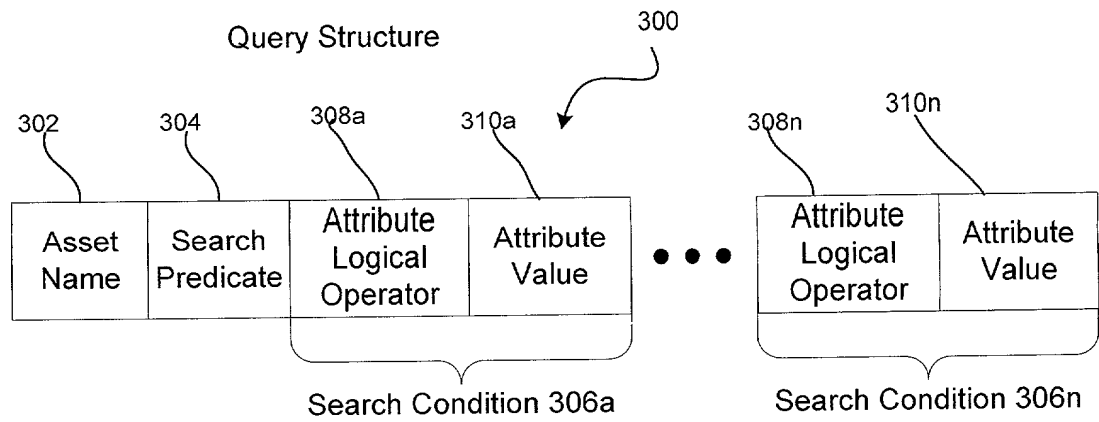 Query Structure
300
302
304
308a
310a
308n
310n
Asset
Name
Search
Predicate
Attribute
Logical
Operator
Attribute
Value
Attribute
Logical
Operator
Attribute
Value
Search Condition 306a
Search Condition 306n